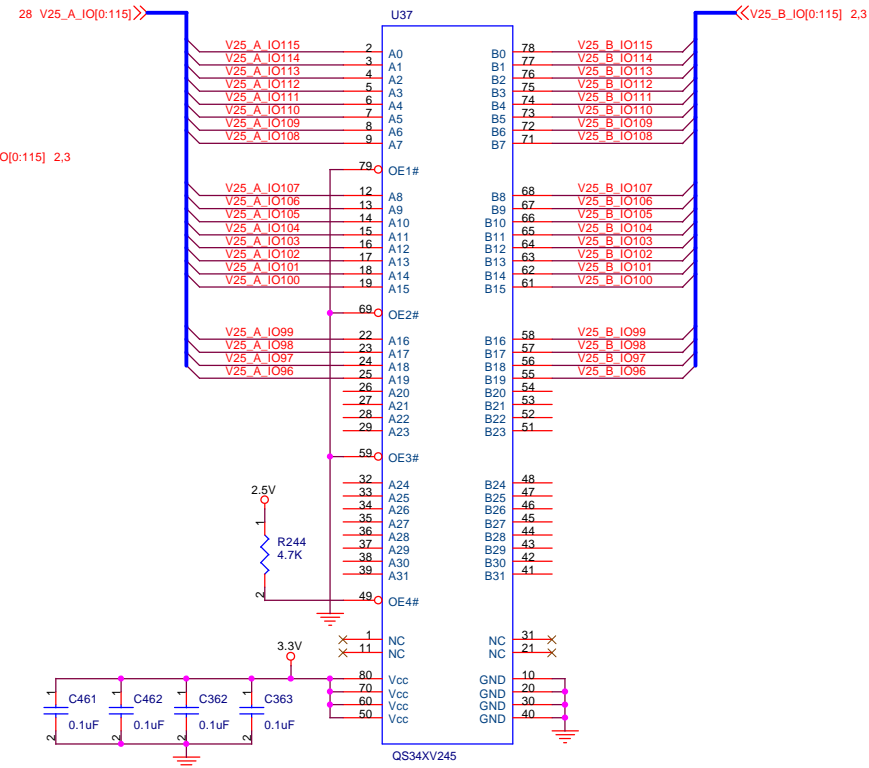 28 V25_A_IO[0:115]
U37
V25_B_IO[0:115] 2,3
V25_A_IO115 2 A0 B0 78 V25_B_IO115
V25_A_IO114 3 A1 B1 77 V25_B_IO114
V25_A_IO113 4 A2 B2 76 V25_B_IO113
V25_A_IO112 5 A3 B3 75 V25_B_IO112
V25_A_IO111 6 A4 B4 74 V25_B_IO111
V25_A_IO110 7 A5 B5 73 V25_B_IO110
V25_A_IO109 8 A6 B6 72 V25_B_IO109
V25_A_IO108 9 A7 B7 71 V25_B_IO108
IO[0:115] 2,3
79 OE1#
V25_A_IO107 12 A8 B8 68 V25_B_IO107
V25_A_IO106 13 A9 B9 67 V25_B_IO106
V25_A_IO105 14 A10 B10 66 V25_B_IO105
V25_A_IO104 15 A11 B11 65 V25_B_IO104
V25_A_IO103 16 A12 B12 64 V25_B_IO103
V25_A_IO102 17 A13 B13 63 V25_B_IO102
V25_A_IO101 18 A14 B14 62 V25_B_IO101
V25_A_IO100 19 A15 B15 61 V25_B_IO100
69 OE2#
V25_A_IO99 22 A16 B16 58 V25_B_IO99
V25_A_IO98 23 A17 B17 57 V25_B_IO98
V25_A_IO97 24 A18 B18 56 V25_B_IO97
V25_A_IO96 25 A19 B19 55 V25_B_IO96
26 A20 B20 54
27 A21 B21 53
28 A22 B22 52
29 A23 B23 51
59 OE3#
32 A24 B24 48
33 A25 B25 47
34 A26 B26 46
35 A27 B27 45
36 A28 B28 44
37 A29 B29 43
38 A30 B30 42
39 A31 B31 41
2.5V
1
R244
4.7K
2
49 OE4#
1 NC NC 31
11 NC NC 21
3.3V
80 Vcc GND 10
70 Vcc GND 20
60 Vcc GND 30
50 Vcc GND 40
1 C461 1 C462 1 C362 1 C363
0.1uF 0.1uF 0.1uF 0.1uF
2 2 2 2
QS34XV245